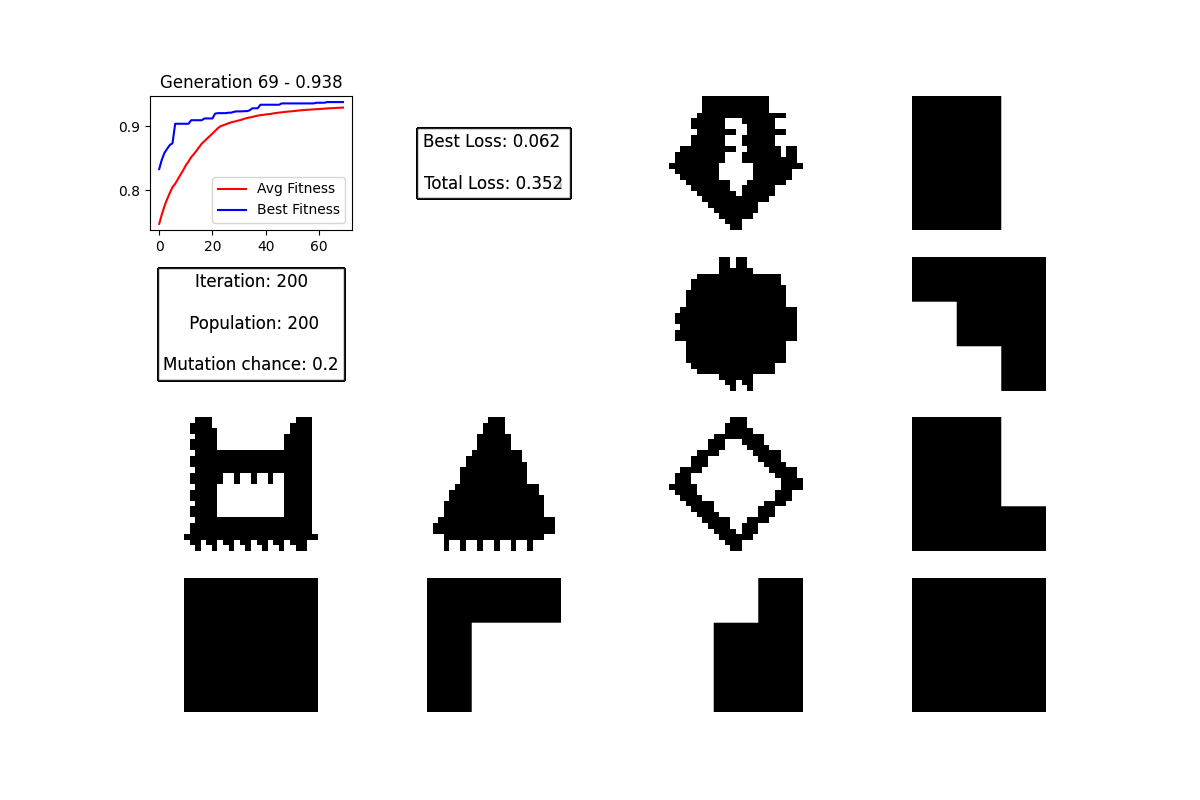 Generation 69 - 0.938
0.9
0.8
Avg Fitness
Best Fitness
0 20 40 60
Best Loss: 0.062
Total Loss: 0.352
Iteration: 200
Population: 200
Mutation chance: 0.2